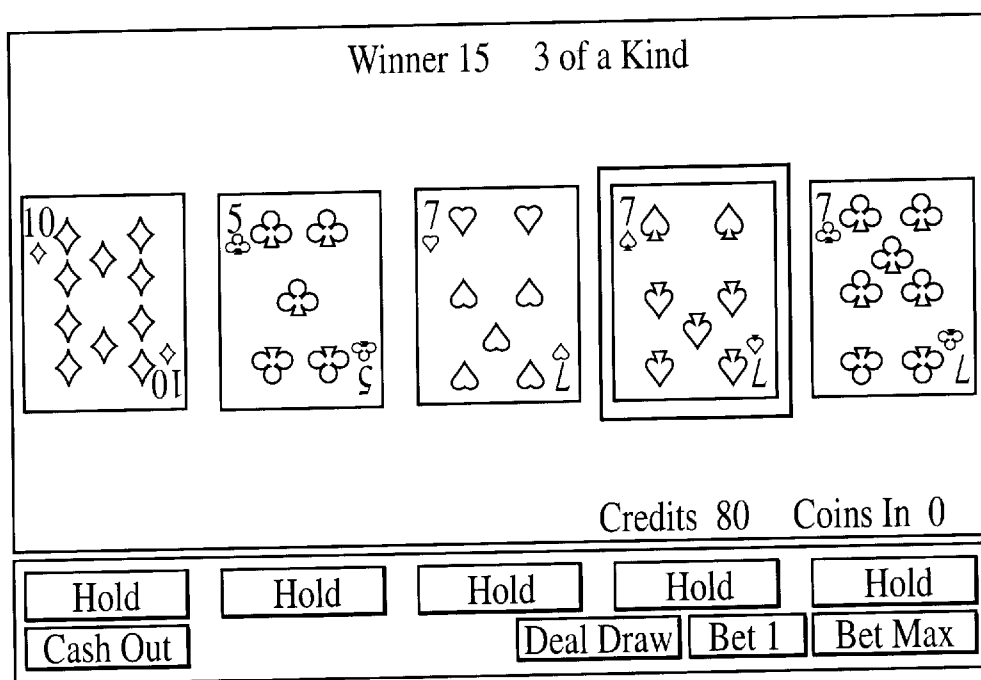 Winner 15 3 of a Kind
10 5 7 7 7
10 5 7 7 7
Credits 80 Coins In 0
Hold Hold Hold Hold Hold
Cash Out Deal Draw Bet 1 Bet Max